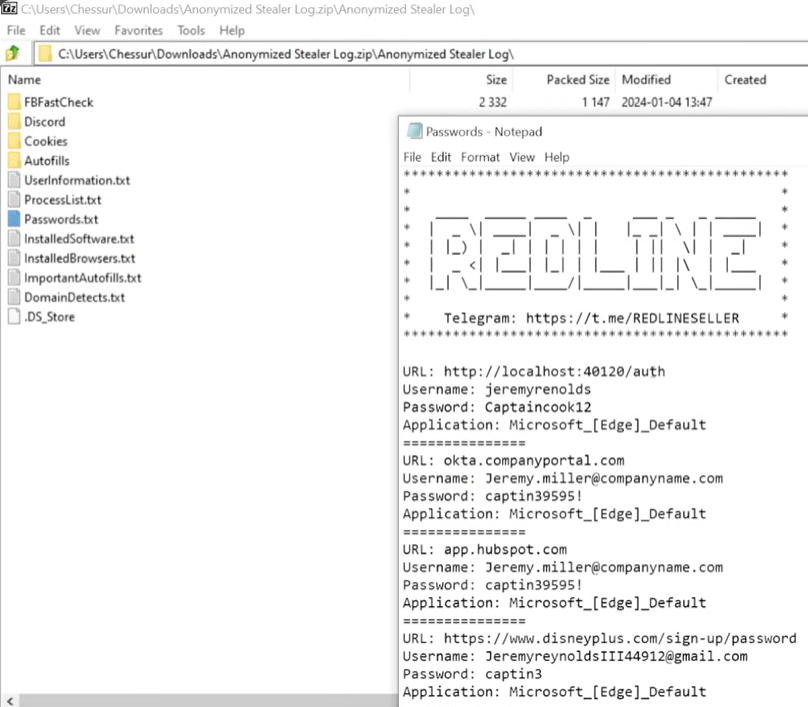 C:\Users\Chessur\Downloads\Anonymized Stealer Log.zip\Anonymized Stealer Log\
File Edit View Favorites Tools Help
C:\Users\Chessur\Downloads\Anonymized Stealer Log.zip\Anonymized Stealer Log\
Name Size Packed Size Modified Created
FBFastCheck 2 332 1 147 2024-01-04 13:47
Discord
Cookies
Autofills
UserInformation.txt
ProcessList.txt
Passwords.txt
InstalledSoftware.txt
InstalledBrowsers.txt
ImportantAutofills.txt
DomainDetects.txt
.DS_Store
Passwords - Notepad
File Edit Format View Help
REDLINE
* Telegram: https://t.me/REDLINESELLER *
URL: http://localhost:40120/auth
Username: jeremyrenolds
Password: Captaincook12
Application: Microsoft_[Edge]_Default
===============
URL: okta.companyportal.com
Username: Jeremy.miller@companyname.com
Password: captin39595!
Application: Microsoft_[Edge]_Default
===============
URL: app.hubspot.com
Username: Jeremy.miller@companyname.com
Password: captin39595!
Application: Microsoft_[Edge]_Default
===============
URL: https://www.disneyplus.com/sign-up/password
Username: JeremyreynoldsIII44912@gmail.com
Password: captin3
Application: Microsoft_[Edge]_Default